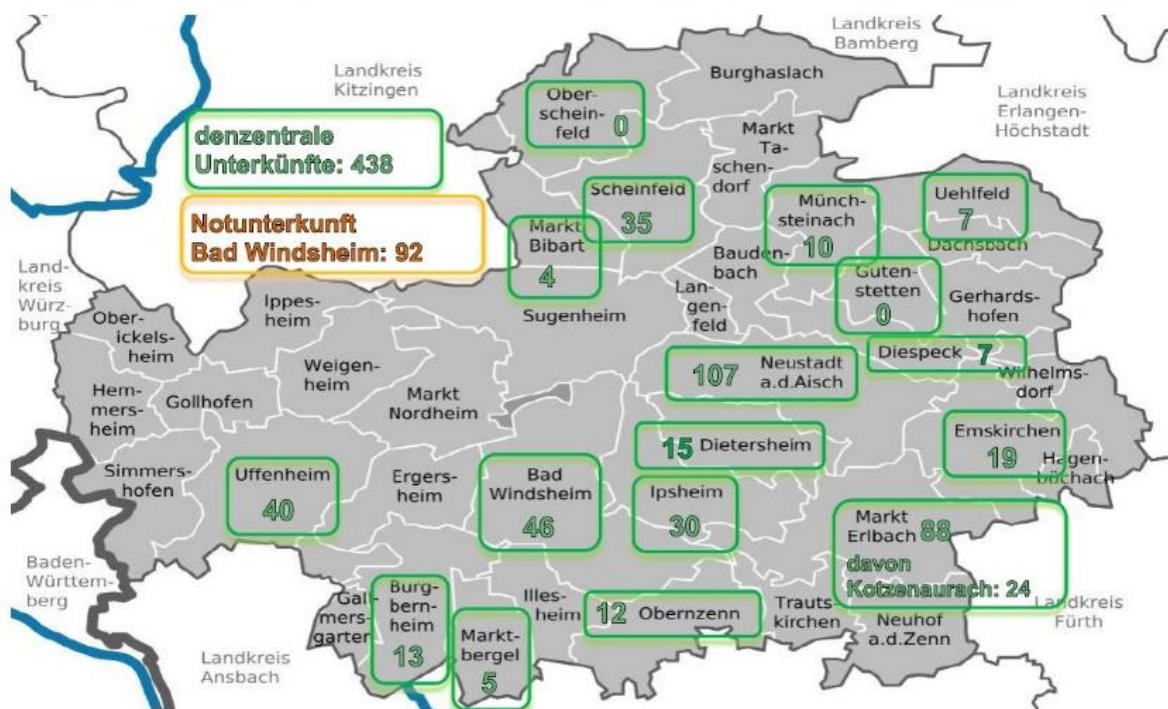 Landkreis
Bamberg
Landkreis
Kitzingen
Burghaslach
Ober-
schein-
feld 0
Landkreis
Erlangen-
Höchstadt
denzentrale
Unterkünfte: 438
Markt
Ta-
schen-
dorf
Scheinfeld
35
Münch-
steinach
10
Uehlfeld
7
Notunterkunft
Bad Windsheim: 92
Markt
Bibart
4
Dachsbach
Bauden-
bach
Guten-
stetten
0
Land-
kreis
Würz-
burg
Ippes-
heim
Lan-
gen-
feld
Gerhards-
hofen
Sugenheim
Ober-
ickels-
heim
Diespeck 7
Weigen-
heim
107 Neustadt
a.d.Aisch
Wilhelms-
dorf
Hem-
mers-
heim
Gollhofen
Markt
Nordheim
15 Dietersheim
Emskirchen
19
Hagen-
büchach
Simmers-
hofen
Uffenheim
40
Ergers-
heim
Bad
Windsheim
46
Ipsheim
30
Markt
Erlbach 88
davon
Kotzenaurach: 24
Baden-
Württem-
berg
Gall-
mers-
garten
Burg-
bern-
heim
13
Illes-
heim
12 Obernzenn
Trauts-
kirchen
Landkreis
Fürth
Neuhof
a.d.Zenn
Markt-
bergel
5
Landkreis
Ansbach